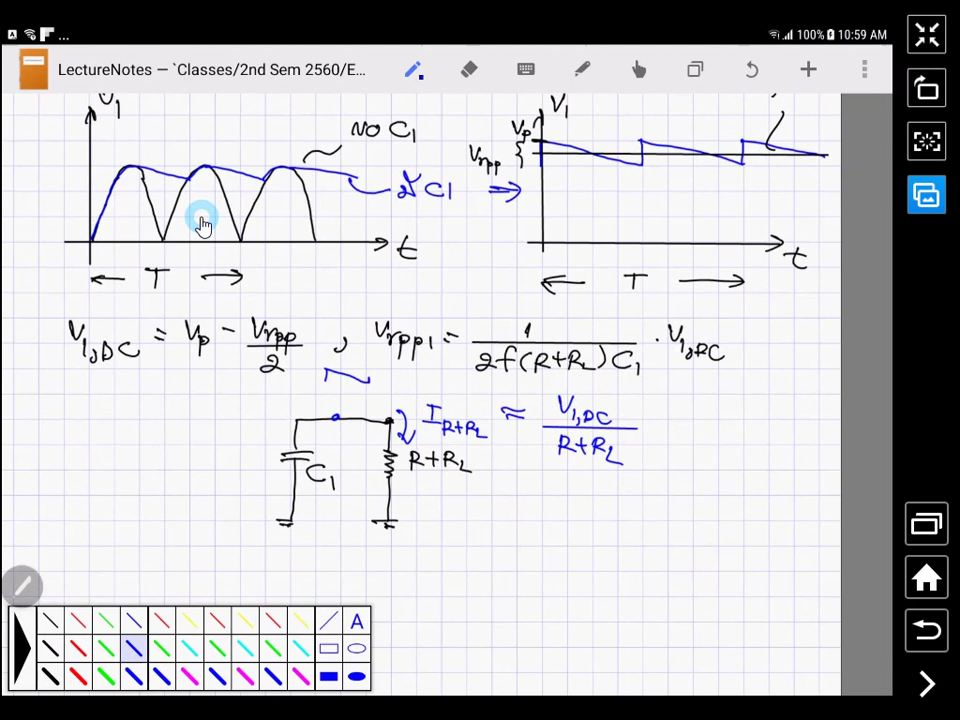 100% 10:59 AM
LectureNotes — `Classes/2nd Sem 2560/E...
V1
NO C1
มี C1
t
← T →
Vp
V1
Vrpp
t
← T →
V1,DC = Vp - Vrpp/2 , Vrpp1 = 1/(2f(R+RL)C1) · V1,DC
I R+RL ≈ V1,DC/(R+RL)
C1
R+RL
A